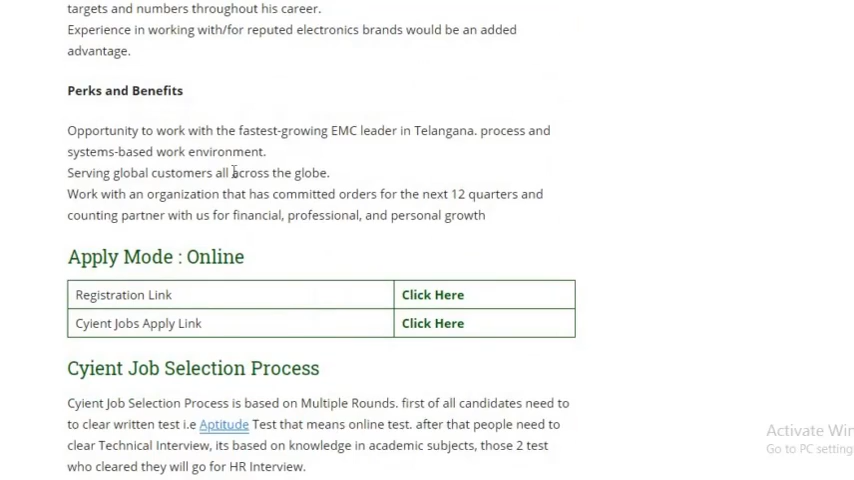 targets and numbers throughout his career.
Experience in working with/for reputed electronics brands would be an added
advantage.
Perks and Benefits
Opportunity to work with the fastest-growing EMC leader in Telangana. process and
systems-based work environment.
Serving global customers all across the globe.
Work with an organization that has committed orders for the next 12 quarters and
counting partner with us for financial, professional, and personal growth
Apply Mode : Online
Registration Link Click Here
Cyient Jobs Apply Link Click Here
Cyient Job Selection Process
Cyient Job Selection Process is based on Multiple Rounds. first of all candidates need to
to clear written test i.e Aptitude Test that means online test. after that people need to
clear Technical Interview, its based on knowledge in academic subjects, those 2 test
who cleared they will go for HR Interview.
Activate Win
Go to PC setting